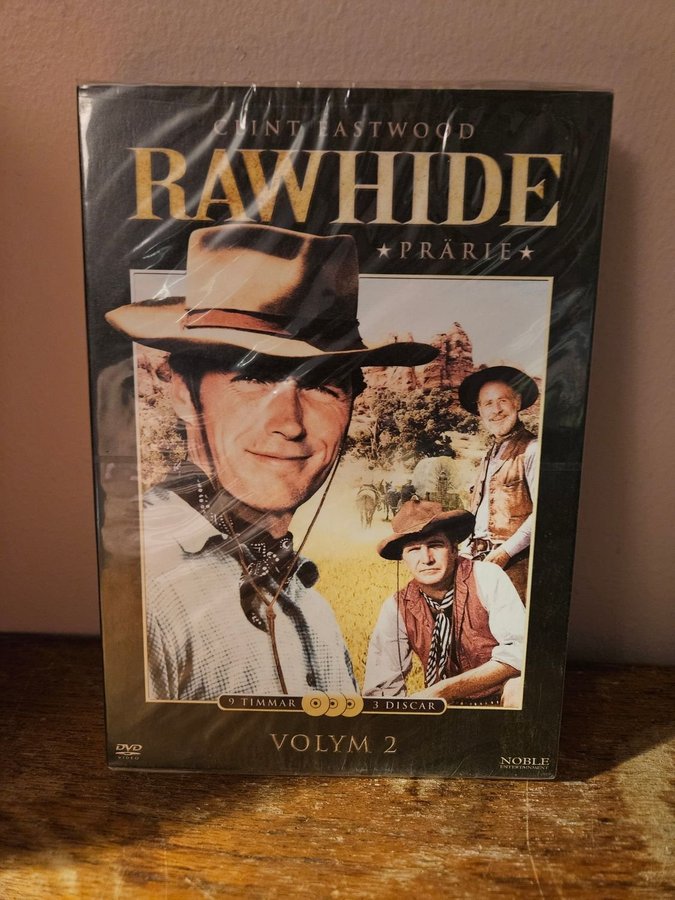 CLINT EASTWOOD
RAWHIDE
★PRÄRIE★
9 TIMMAR 3 DISCAR
VOLYM 2
DVD
VIDEO
NOBLE
ENTERTAINMENT